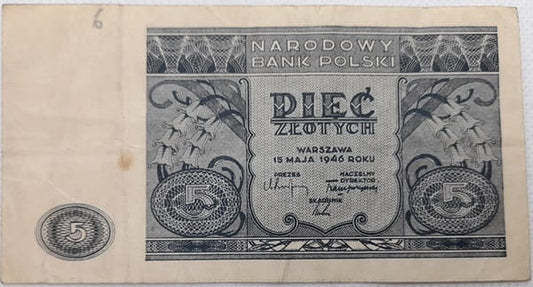 6
NARODOWY
BANK POLSKI
PIĘĆ
ZŁOTYCH
WARSZAWA
15 MAJA 1946 ROKU
PREZES
NACZELNY
DYREKTOR
SKARBNIK
5
5
5